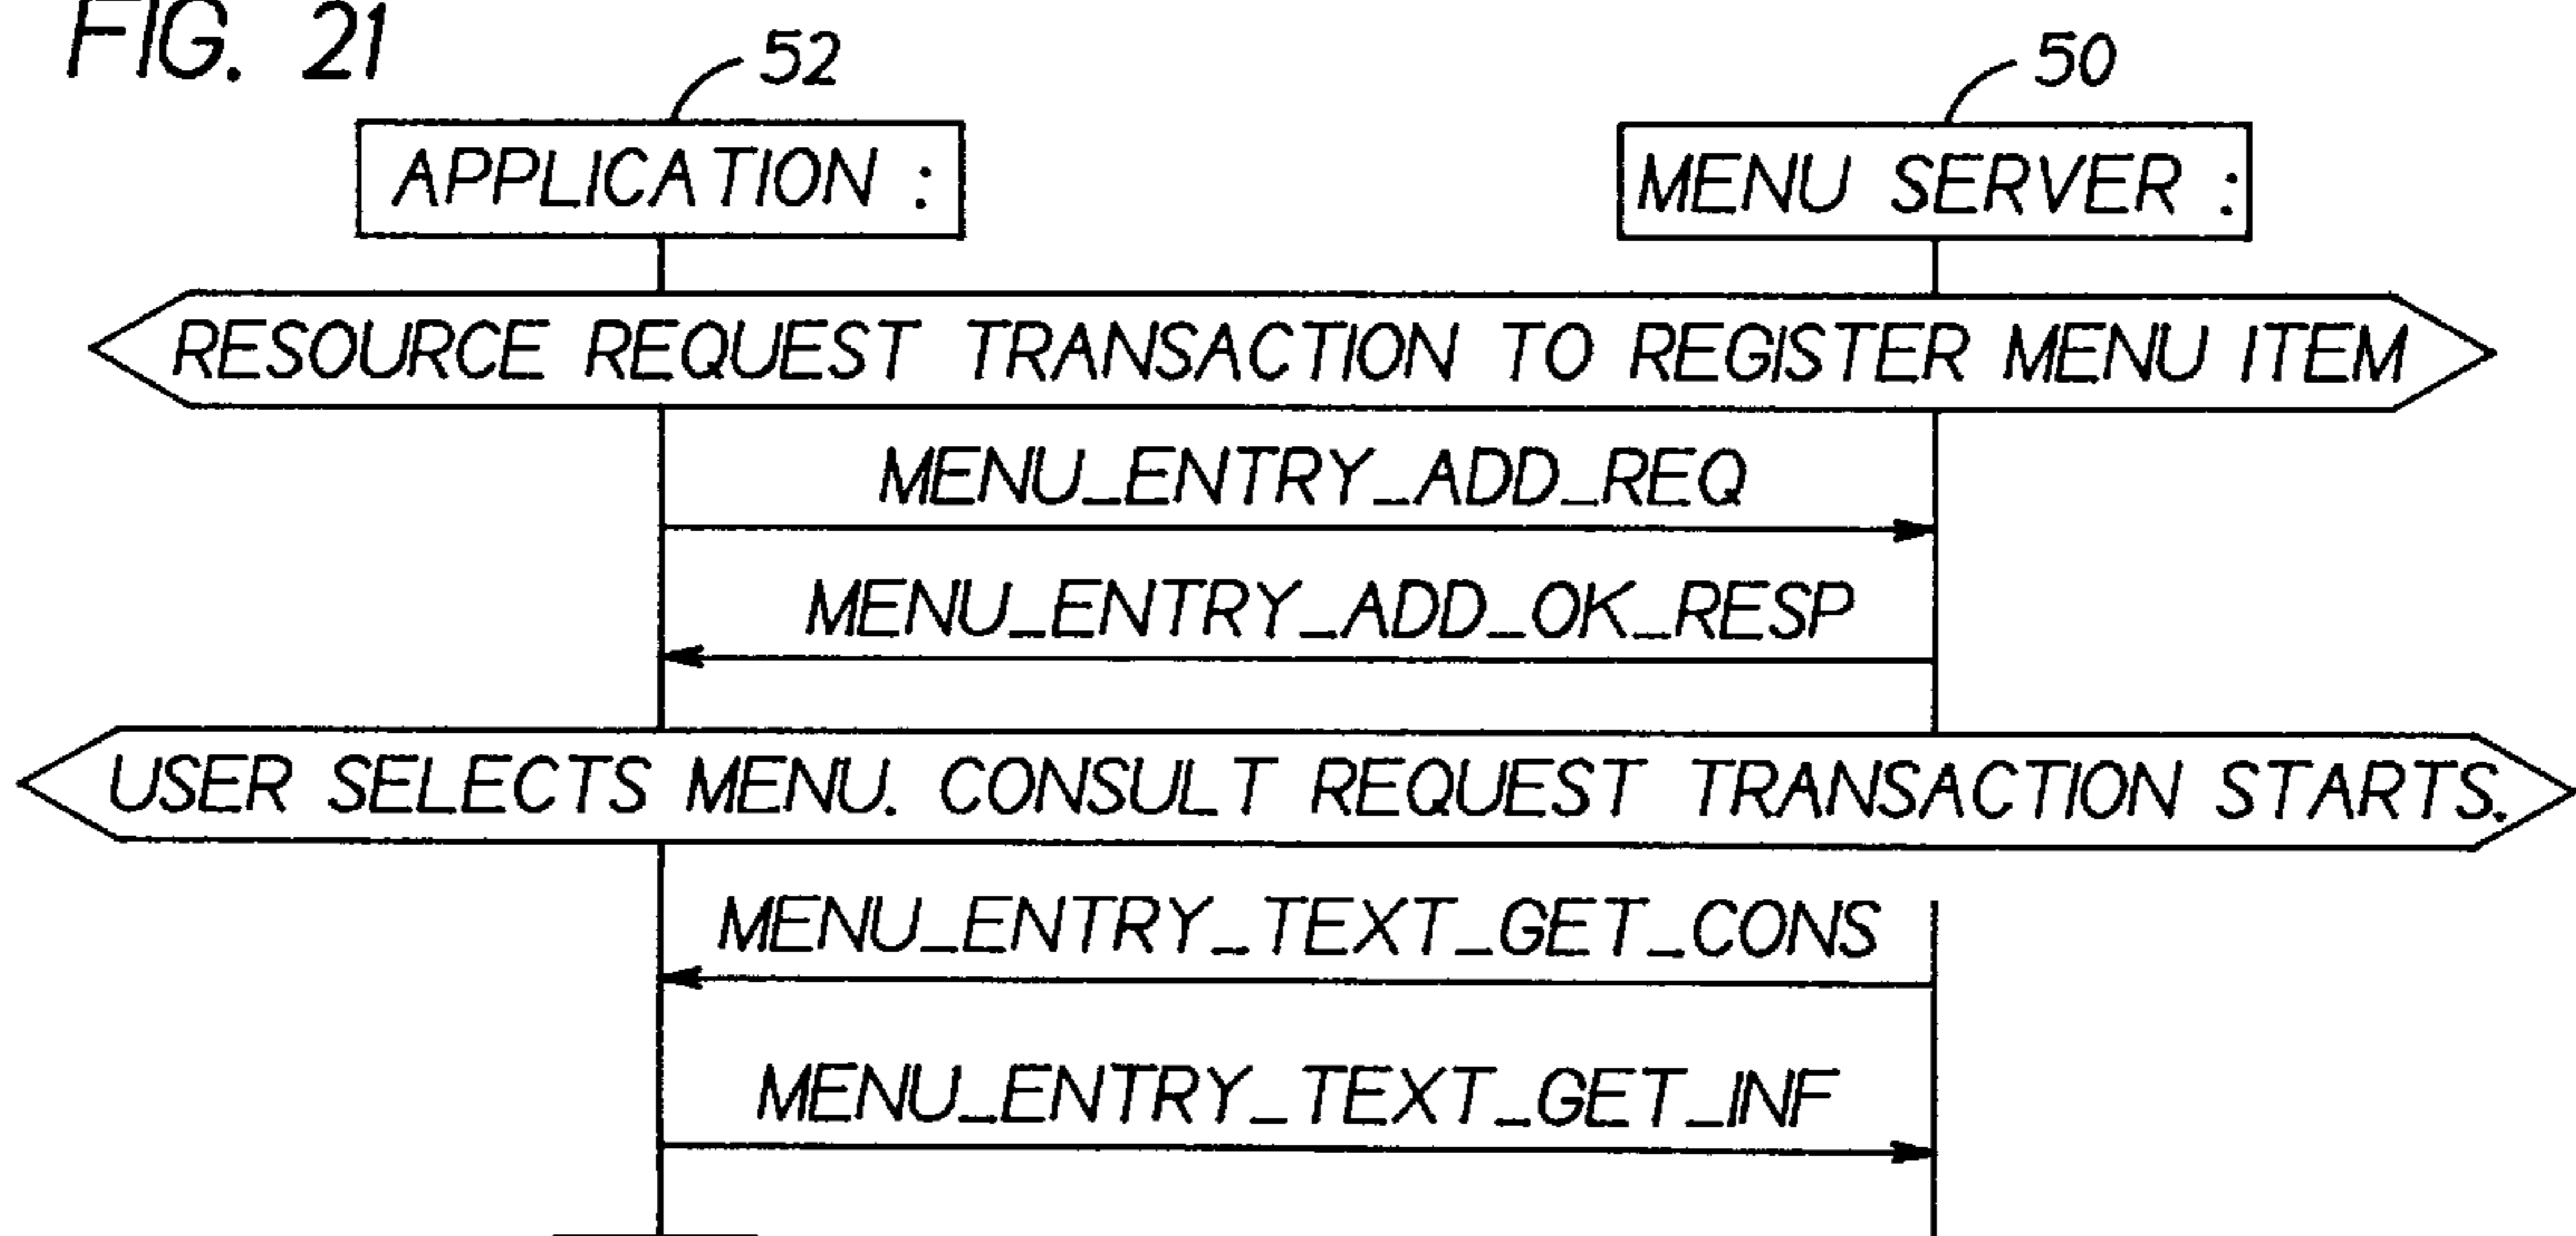 FIG. 21
52
50
APPLICATION :
MENU SERVER :
RESOURCE REQUEST TRANSACTION TO REGISTER MENU ITEM
MENU_ENTRY_ADD_REQ
MENU_ENTRY_ADD_OK_RESP
USER SELECTS MENU. CONSULT REQUEST TRANSACTION STARTS.
MENU_ENTRY_TEXT_GET_CONS
MENU_ENTRY_TEXT_GET_INF